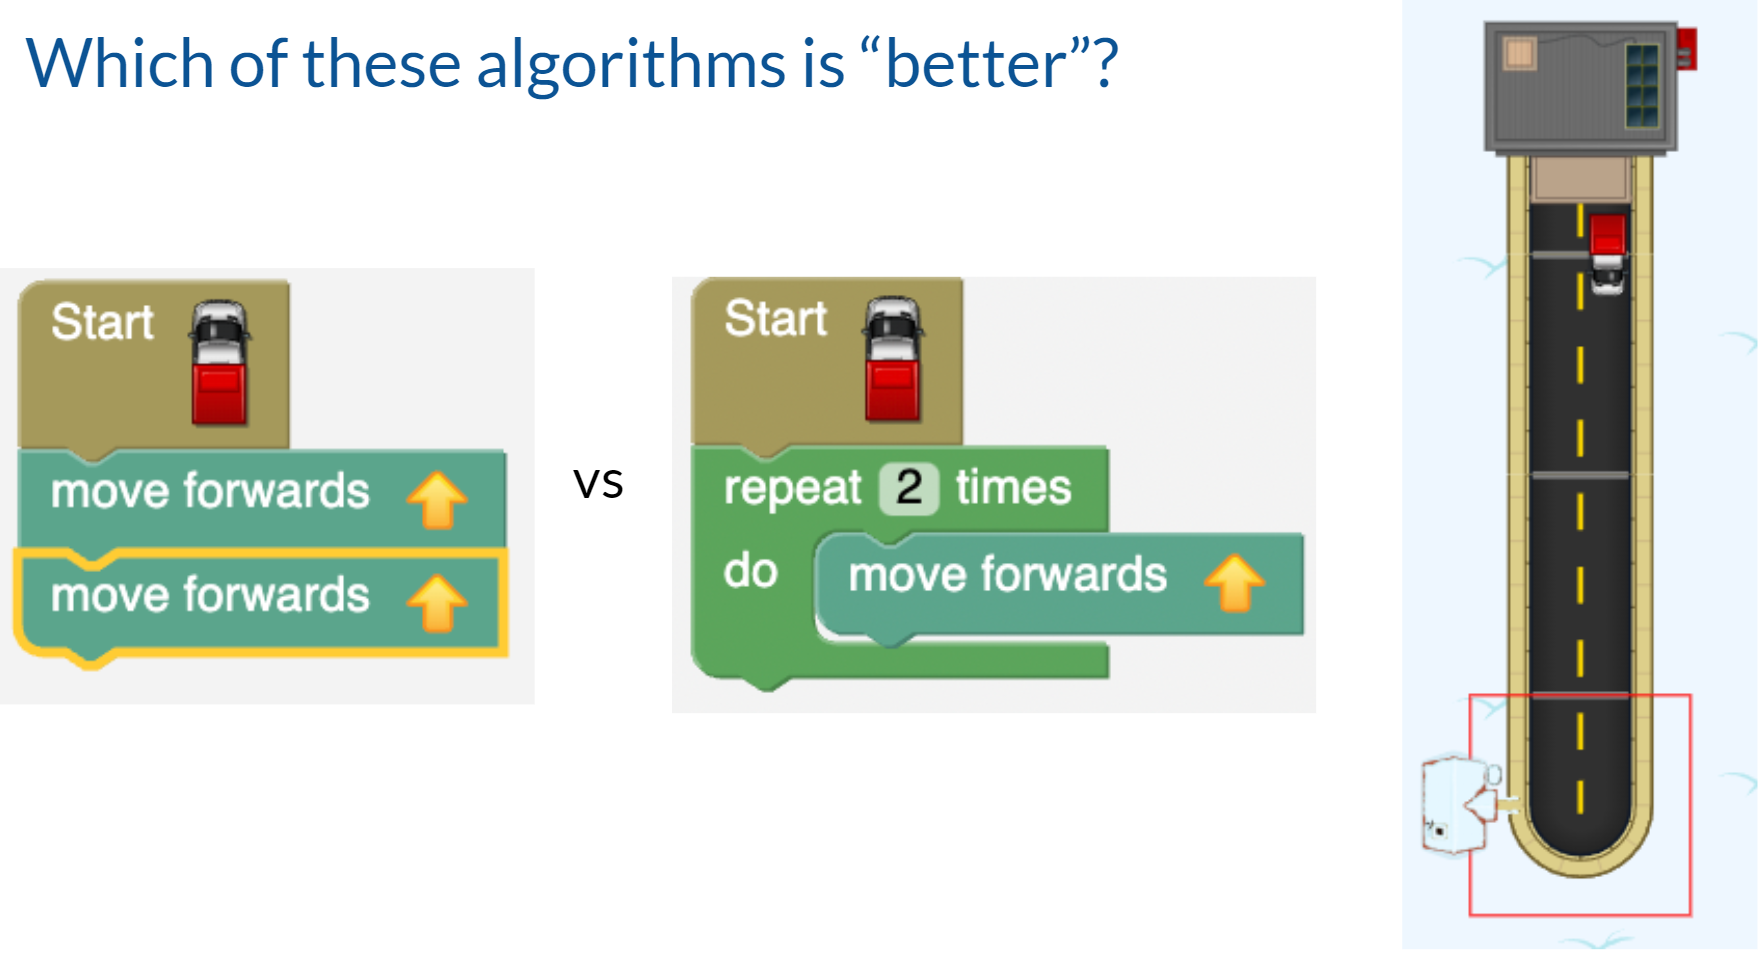 Which of these algorithms is “better”?
Start
move forwards
move forwards
vs
Start
repeat 2 times
do move forwards